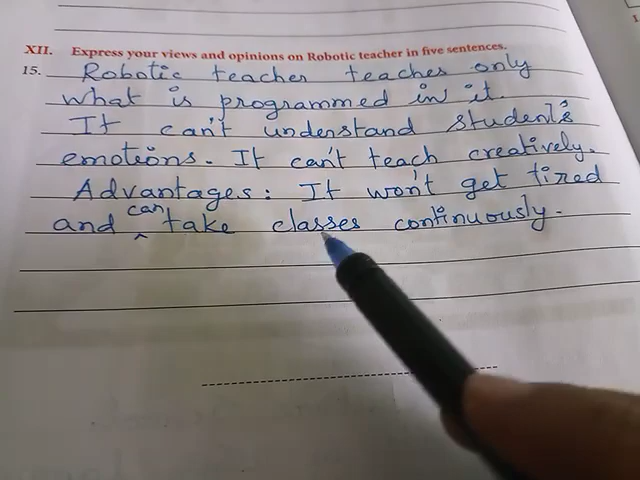 XII. Express your views and opinions on Robotic teacher in five sentences.
15. Robotic teacher teaches only
what is programmed in it.
It can't understand student's
emotions. It can't teach creatively.
Advantages: It won't get tired
and can take classes continuously.